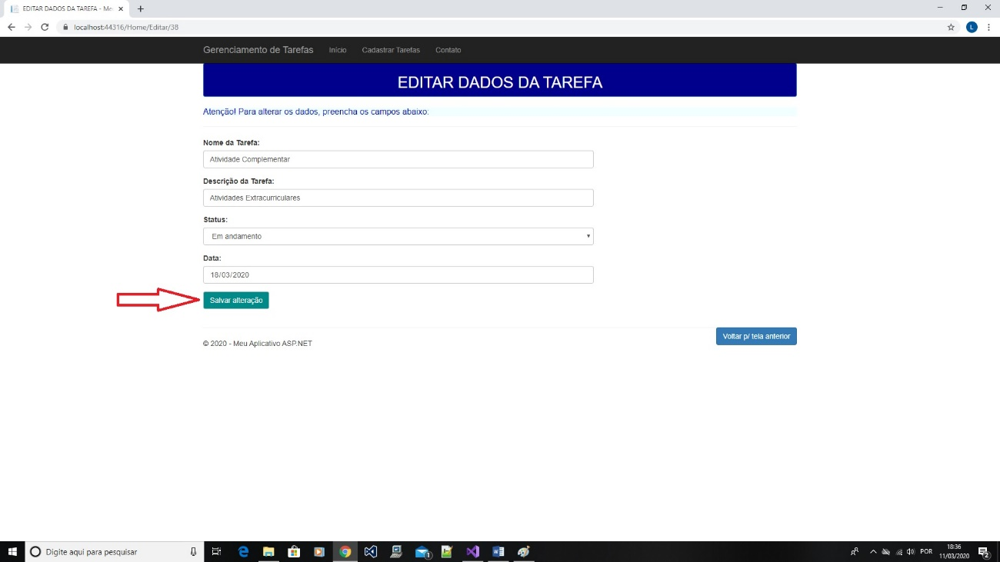 EDITAR DADOS DA TAREFA - Me
localhost:44316/Home/Editar/38
L
Gerenciamento de Tarefas Início Cadastrar Tarefas Contato
EDITAR DADOS DA TAREFA
Atenção! Para alterar os dados, preencha os campos abaixo:
Nome da Tarefa:
Atividade Complementar
Descrição da Tarefa:
Atividades Extracurriculares
Status:
Em andamento
Data:
18/03/2020
Salvar alteração
Voltar p/ tela anterior
© 2020 - Meu Aplicativo ASP.NET
Digite aqui para pesquisar
1
POR
18:36
11/03/2020
2